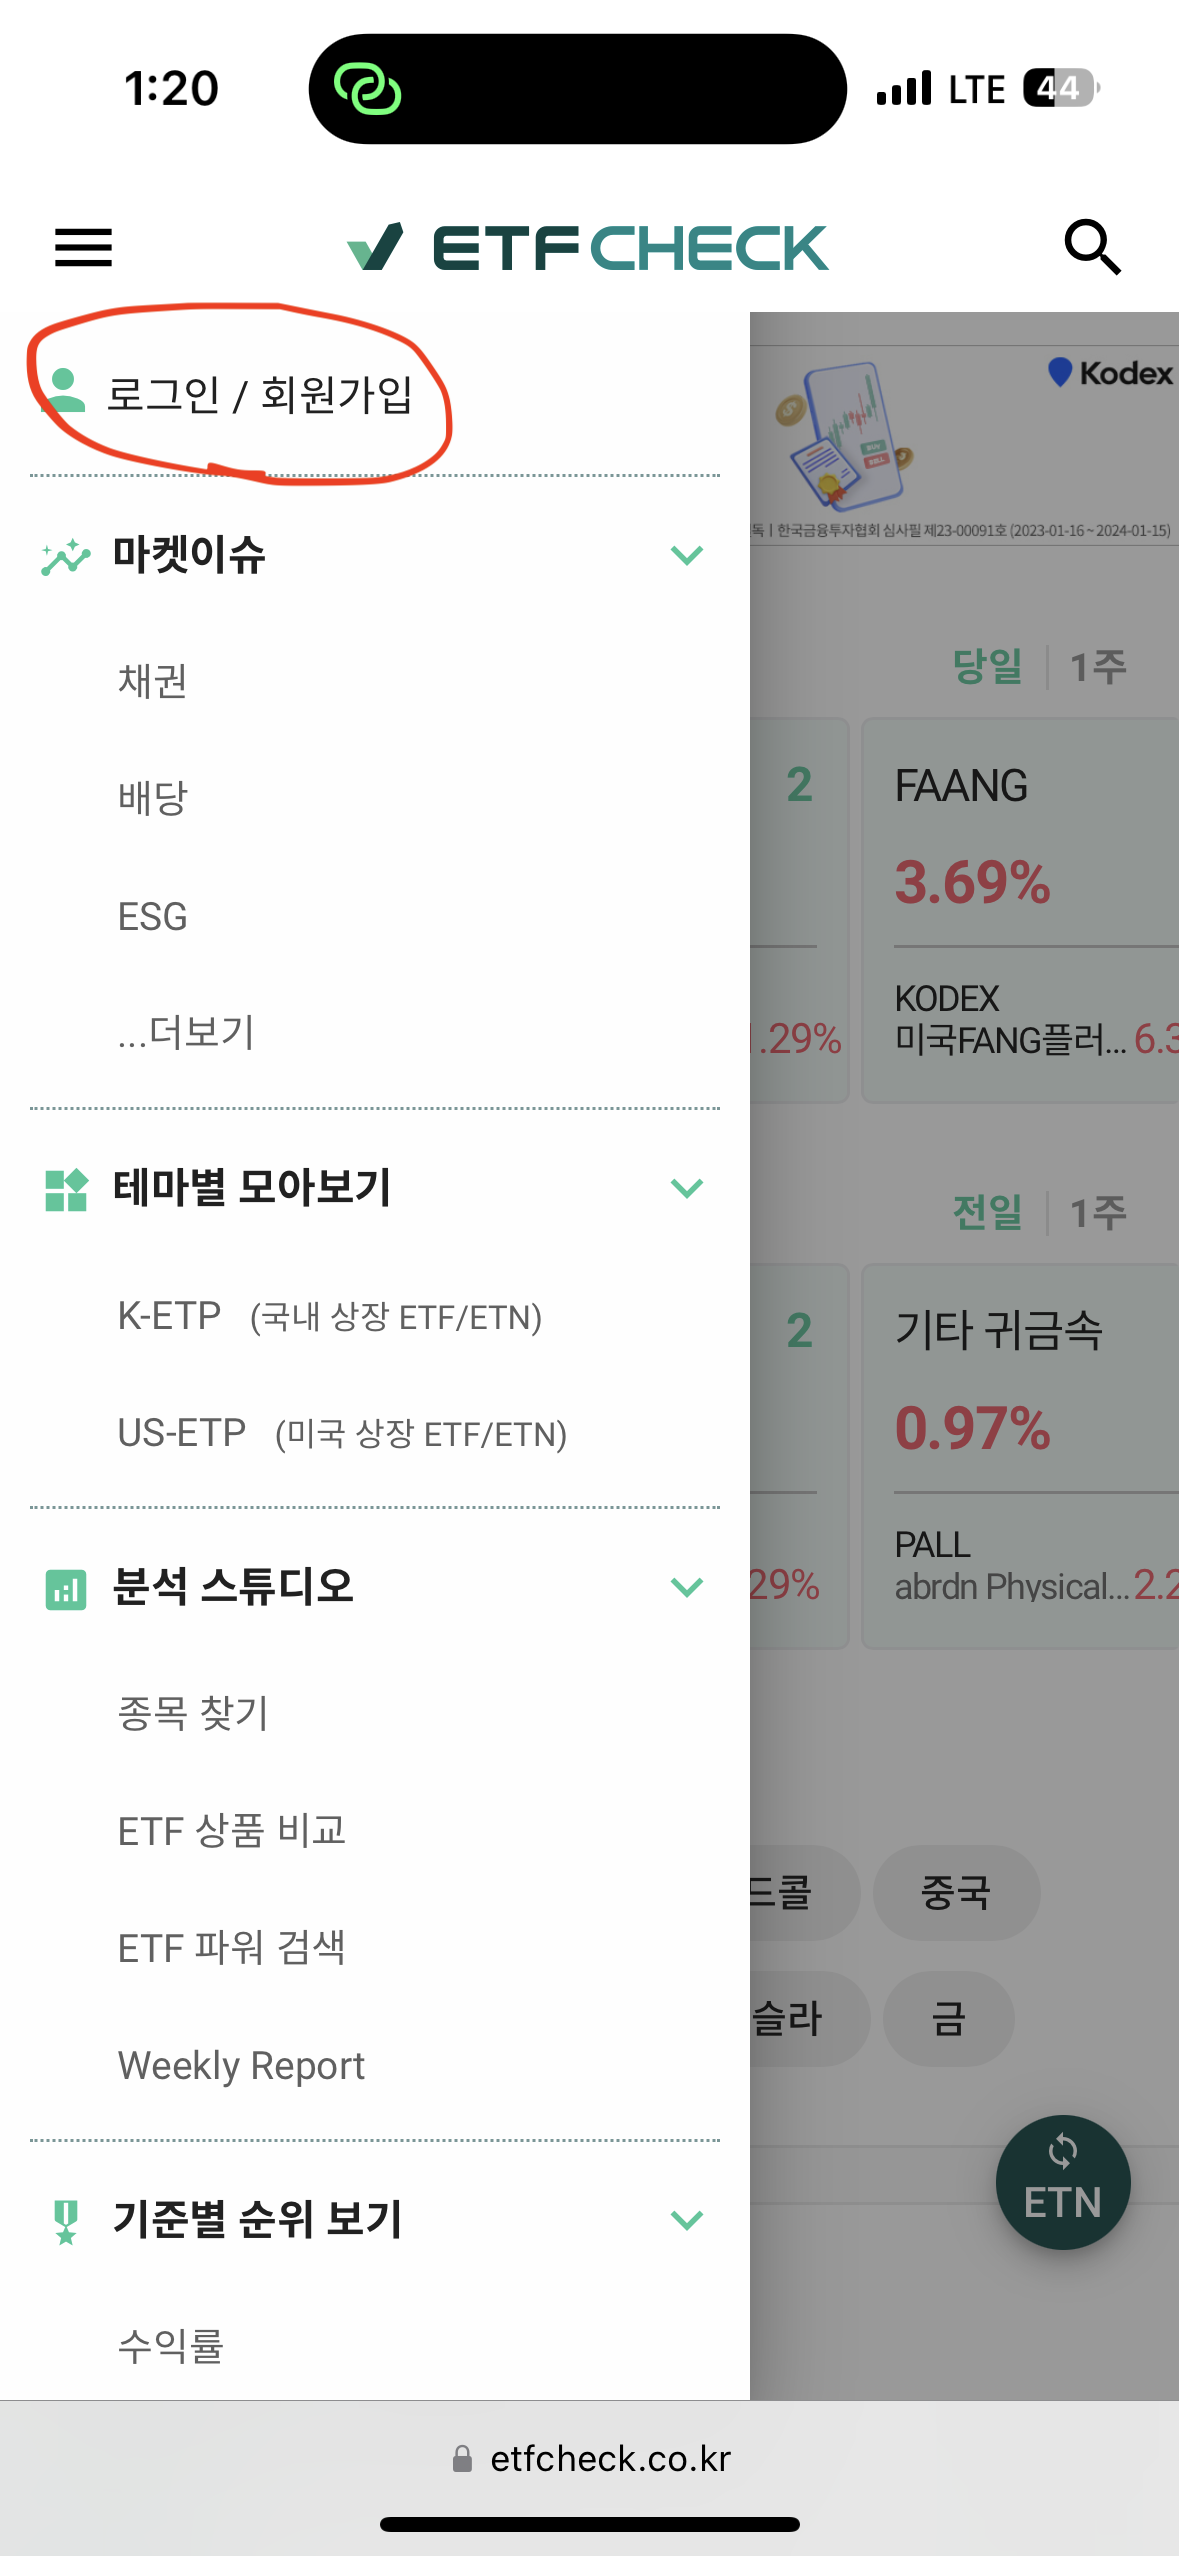 1:20
LTE 44
ETF CHECK
로그인 / 회원가입
Kodex
한국금융투자협회 심사필 제23-00091호 (2023-01-16 ~ 2024-01-15)
마켓이슈
채권
배당
ESG
...더보기
당일 | 1주
2
FAANG
3.69%
KODEX
미국FANG플러...
.29%
테마별 모아보기
K-ETP (국내 상장 ETF/ETN)
US-ETP (미국 상장 ETF/ETN)
전일 | 1주
2
기타 귀금속
0.97%
PALL
abrdn Physical...
29%
분석 스튜디오
종목 찾기
ETF 상품 비교
ETF 파워 검색
Weekly Report
드콜
중국
슬라
금
ETN
기준별 순위 보기
수익률
etfcheck.co.kr